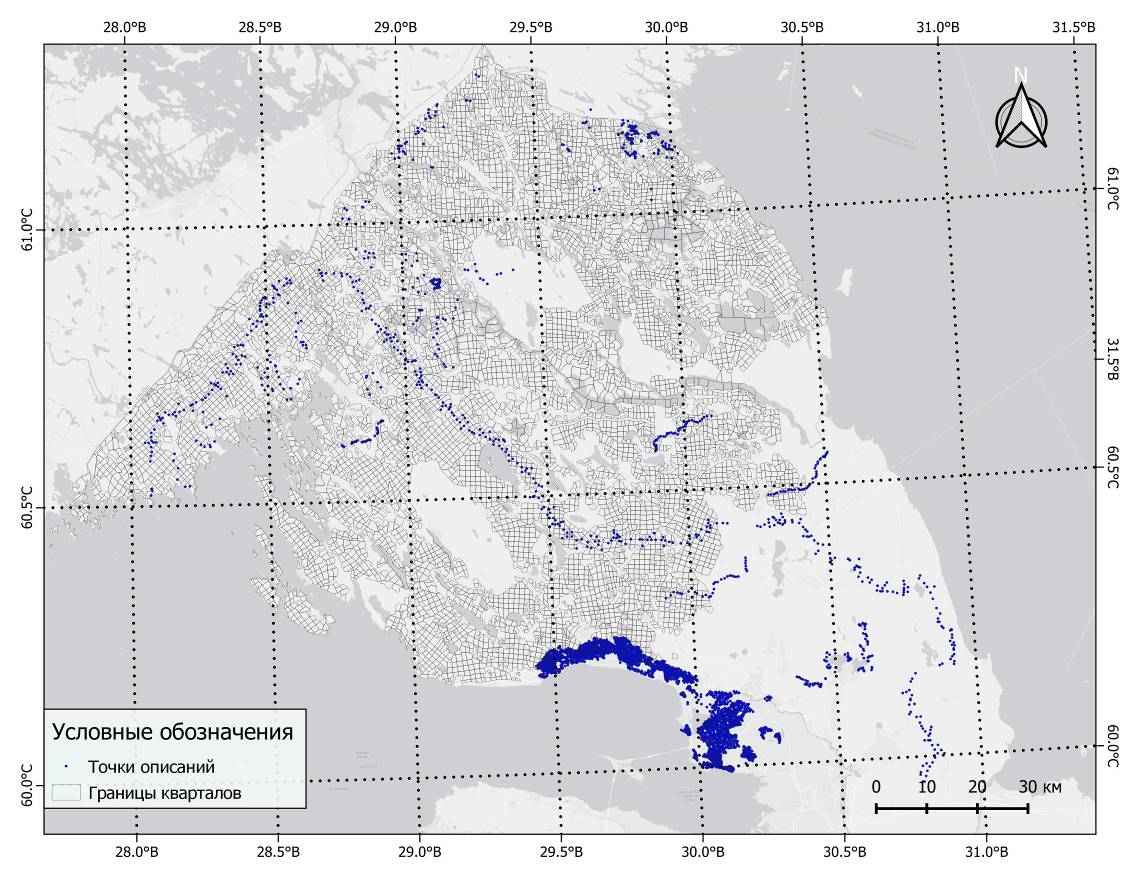 28.0°В 28.5°В 29.0°В 29.5°В 30.0°В 30.5°В 31.0°В 31.5°В
N
61.0°С
61.0°С
31.5°В
60.5°С
60.5°С
60.0°С
60.0°С
Условные обозначения
Точки описаний
Границы кварталов
0 10 20 30 км
28.0°В 28.5°В 29.0°В 29.5°В 30.0°В 30.5°В 31.0°В